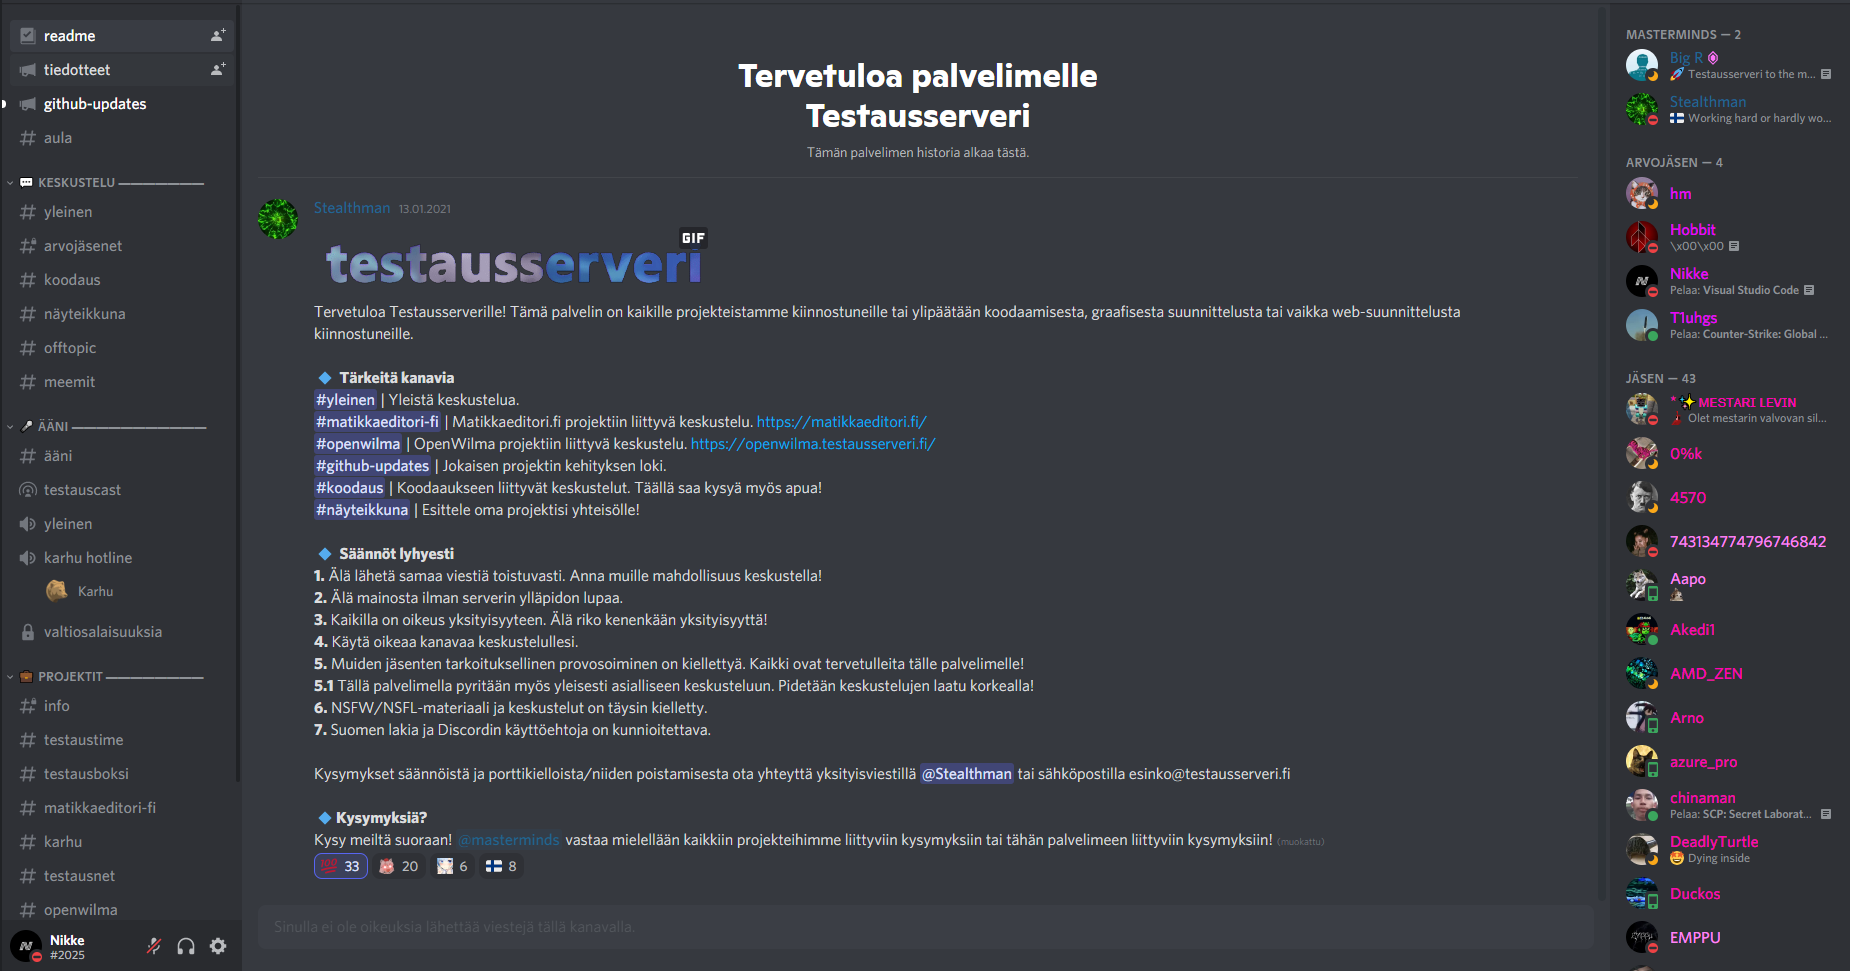 readme
tiedotteet
github-updates
aula
KESKUSTELU
yleinen
arvojäsenet
koodaus
näyteikkuna
offtopic
meemit
ÄÄNI
ääni
testauscast
yleinen
karhu hotline
Karhu
valtiosalaisuuksia
PROJEKTIT
info
testaustime
testausboksi
matikkaeditori-fi
karhu
testausnet
openwilma
Nikke
#2025
Tervetuloa palvelimelle
Testausserveri
Tämän palvelimen historia alkaa tästä.
Stealthman 13.01.2021
GIF
testausserveri
Tervetuloa Testausserverille! Tämä palvelin on kaikille projekteistamme kiinnostuneille tai ylipäätään koodaamisesta, graafisesta suunnittelusta tai vaikka web-suunnittelusta
kiinnostuneille.
Tärkeitä kanavia
#yleinen | Yleistä keskustelua.
#matikkaeditori-fi | Matikkaeditori.fi projektiin liittyvä keskustelu. https://matikkaeditori.fi/
#openwilma | OpenWilma projektiin liittyvä keskustelu. https://openwilma.testausserveri.fi/
#github-updates | Jokaisen projektin kehityksen loki.
#koodaus | Koodaaukseen liittyvät keskustelut. Täällä saa kysyä myös apua!
#näyteikkuna | Esittele oma projektisi yhteisölle!
Säännöt lyhyesti
1. Älä lähetä samaa viestiä toistuvasti. Anna muille mahdollisuus keskustella!
2. Älä mainosta ilman serverin ylläpidon lupaa.
3. Kaikilla on oikeus yksityisyyteen. Älä riko kenenkään yksityisyyttä!
4. Käytä oikeaa kanavaa keskustelullesi.
5. Muiden jäsenten tarkoituksellinen provosoiminen on kiellettyä. Kaikki ovat tervetulleita tälle palvelimelle!
5.1 Tällä palvelimella pyritään myös yleisesti asialliseen keskusteluun. Pidetään keskustelujen laatu korkealla!
6. NSFW/NSFL-materiaali ja keskustelut on täysin kielletty.
7. Suomen lakia ja Discordin käyttöehtoja on kunnioitettava.
Kysymykset säännöistä ja porttikielloista/niiden poistamisesta ota yhteyttä yksityisviestillä @Stealthman tai sähköpostilla esinko@testausserveri.fi
Kysymyksiä?
Kysy meiltä suoraan! @masterminds vastaa mielellään kaikkiin projekteihimme liittyviin kysymyksiin tai tähän palvelimeen liittyviin kysymyksiin! (muokattu)
33 20 6 8
Sinulla ei ole oikeuksia lähettää viestejä tällä kanavalla.
MASTERMINDS — 2
Big R
Testausserveri to the m...
Stealthman
Working hard or hardly wo...
ARVOJÄSEN — 4
hm
Hobbit
\x00\x00
Nikke
Pelaa: Visual Studio Code
T1uhgs
Pelaa: Counter-Strike: Global ...
JÄSEN — 43
*✨ MESTARI LEVIN
Olet mestarin valvovan sil...
0%k
4570
743134774796746842
Aapo
Akedi1
AMD_ZEN
Arno
azure_pro
chinaman
Pelaa: SCP: Secret Laborat...
DeadlyTurtle
Dying inside
Duckos
EMPPU